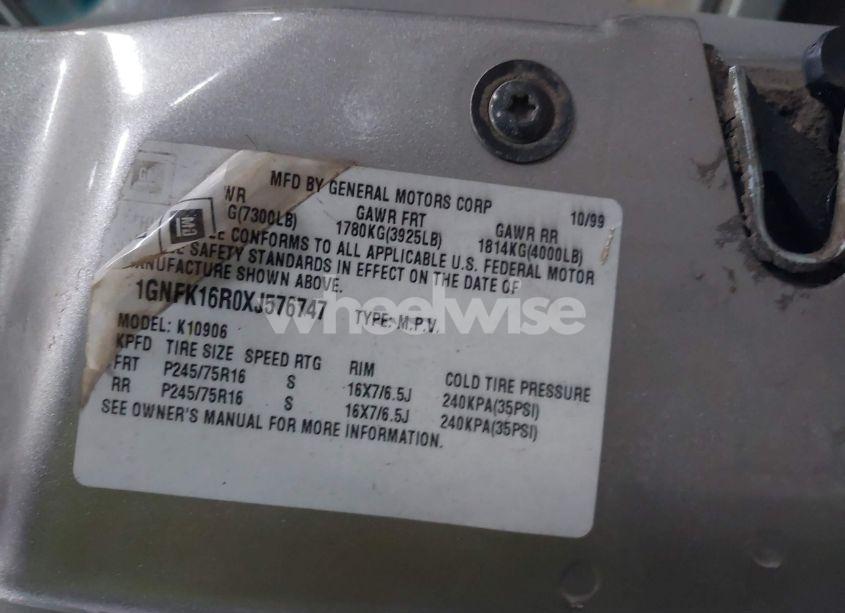 MFD BY GENERAL MOTORS CORP 10/99
WR GAWR FRT GAWR RR
G(7300LB) 1780KG(3925LB) 1814KG(4000LB)
LE CONFORMS TO ALL APPLICABLE U.S. FEDERAL MOTOR
SAFETY STANDARDS IN EFFECT ON THE DATE OF
MANUFACTURE SHOWN ABOVE.
1GNFK16R0XJ576747 TYPE: M.P.V.
wheelwise
MODEL: K10906
KPFD TIRE SIZE SPEED RTG RIM COLD TIRE PRESSURE
FRT P245/75R16 S 16X7/6.5J 240KPA(35PSI)
RR P245/75R16 S 16X7/6.5J 240KPA(35PSI)
SEE OWNER'S MANUAL FOR MORE INFORMATION.